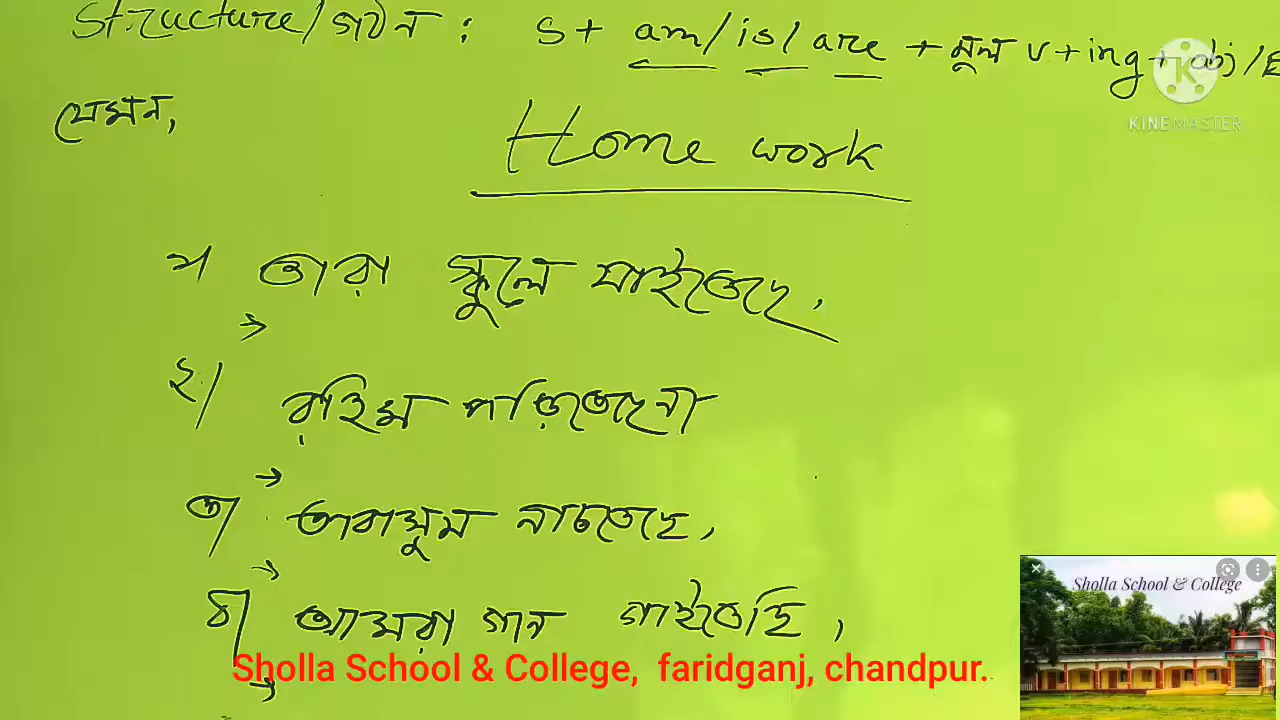 Structure/গঠন : S + am/is/are + মূল V + ing + obj/E
যেমন,
Home work
১/ তারা স্কুলে যাইতেছে,
→
২/ রহিম পড়িতেছেনা
→
৩/ তাবাসুম নাচতেছে,
→
৪/ আমরা গান গাইতেছি,
→
Sholla School & College, faridganj, chandpur.
Sholla School & College
KINEMASTER